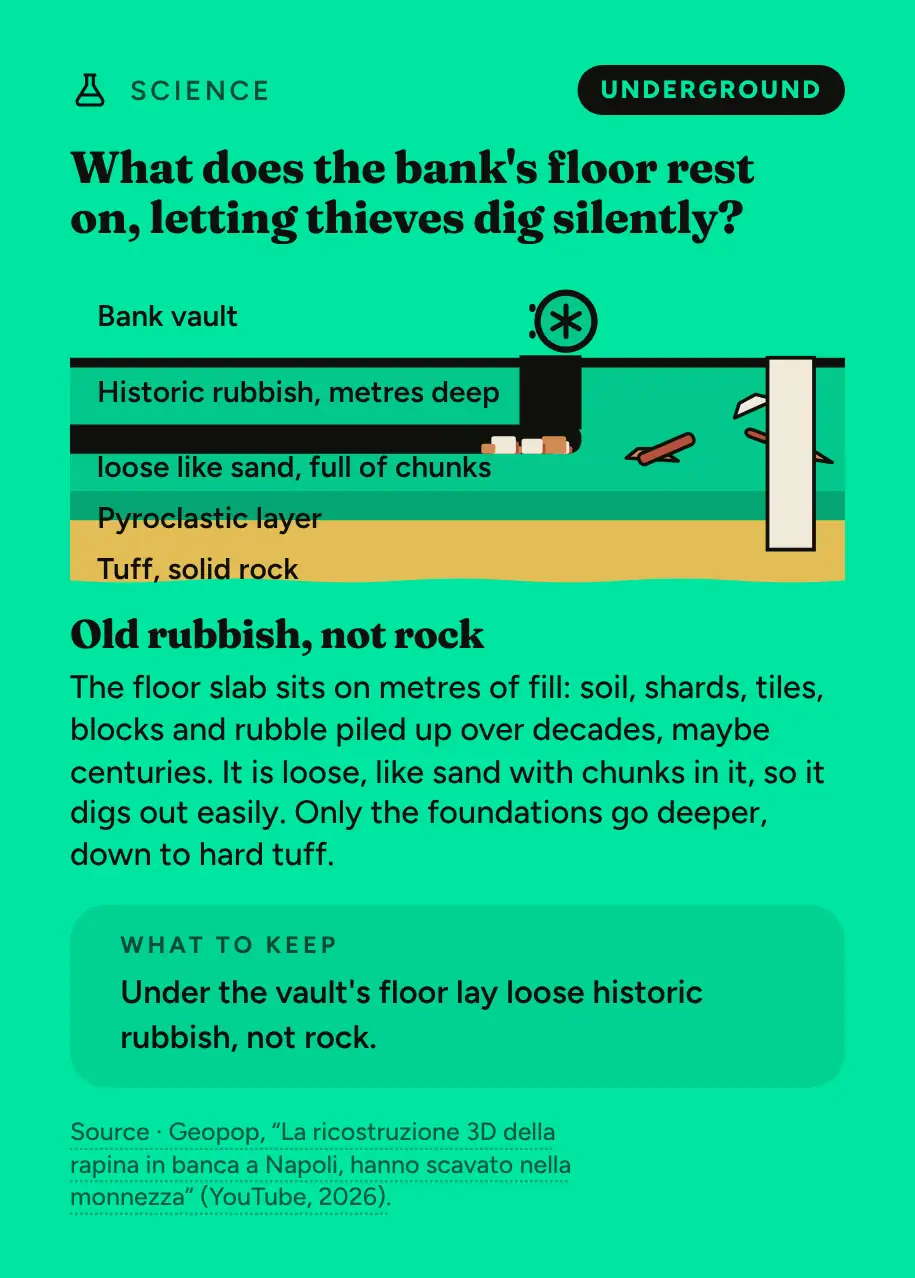 SCIENCE
UNDERGROUND
What does the bank's floor rest
on, letting thieves dig silently?
Bank vault
Historic rubbish, metres deep
loose like sand, full of chunks
Pyroclastic layer
Tuff, solid rock
Old rubbish, not rock
The floor slab sits on metres of fill: soil, shards, tiles,
blocks and rubble piled up over decades, maybe
centuries. It is loose, like sand with chunks in it, so it
digs out easily. Only the foundations go deeper,
down to hard tuff.
WHAT TO KEEP
Under the vault's floor lay loose historic
rubbish, not rock.
Source · Geopop, “La ricostruzione 3D della
rapina in banca a Napoli, hanno scavato nella
monnezza” (YouTube, 2026).